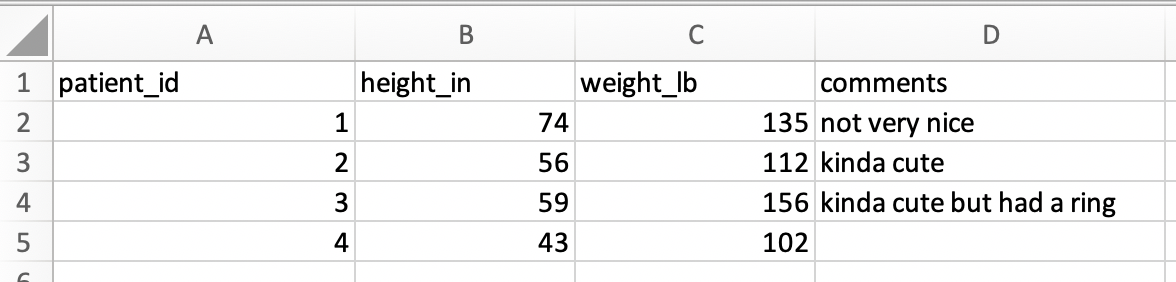 A B C D
1 patient_id height_in weight_lb comments
2 1 74 135 not very nice
3 2 56 112 kinda cute
4 3 59 156 kinda cute but had a ring
5 4 43 102
6